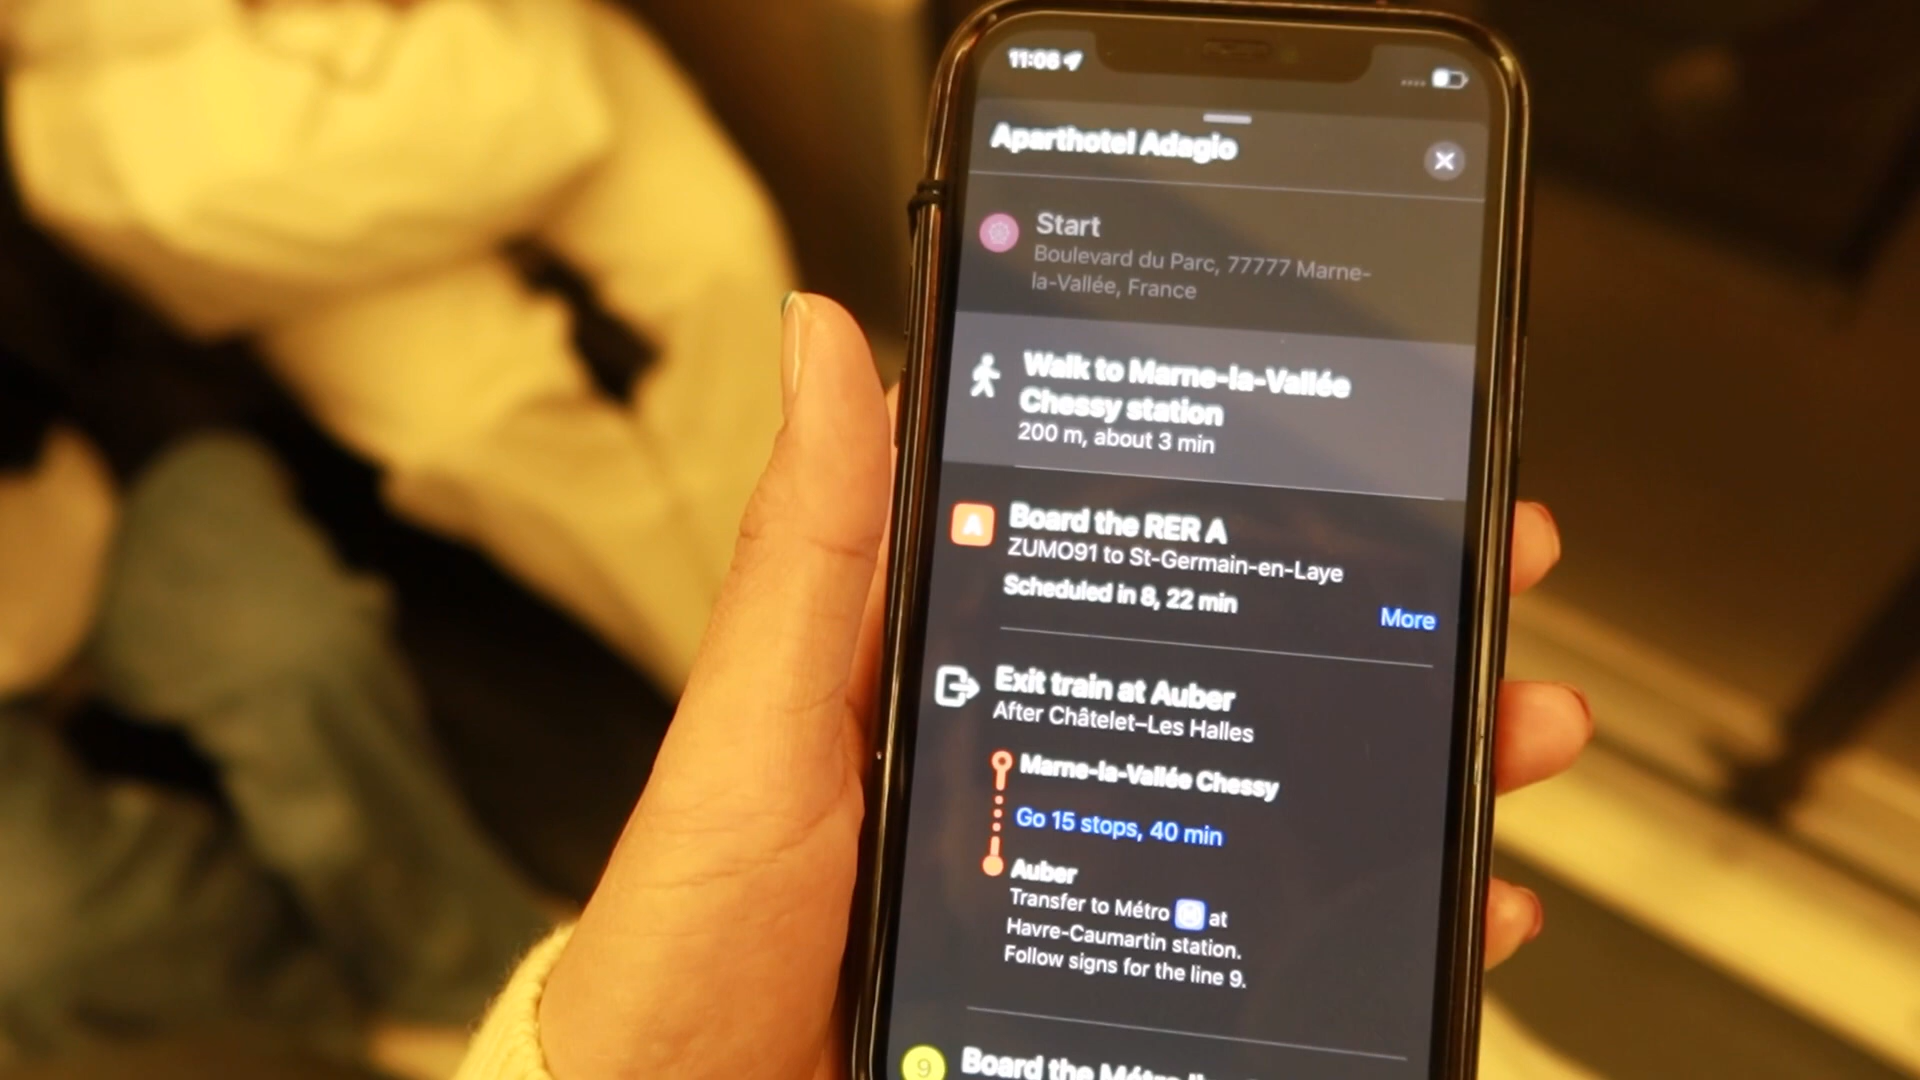 11:06
Aparthotel Adagio
Start
Boulevard du Parc, 77777 Marne-
la-Vallée, France
Walk to Marne-la-Vallée
Chessy station
200 m, about 3 min
A
Board the RER A
ZUMO91 to St-Germain-en-Laye
Scheduled in 8, 22 min
More
Exit train at Auber
After Châtelet–Les Halles
Marne-la-Vallée Chessy
Go 15 stops, 40 min
Auber
Transfer to Métro M at
Havre-Caumartin station.
Follow signs for the line 9.
9
Board the Métro